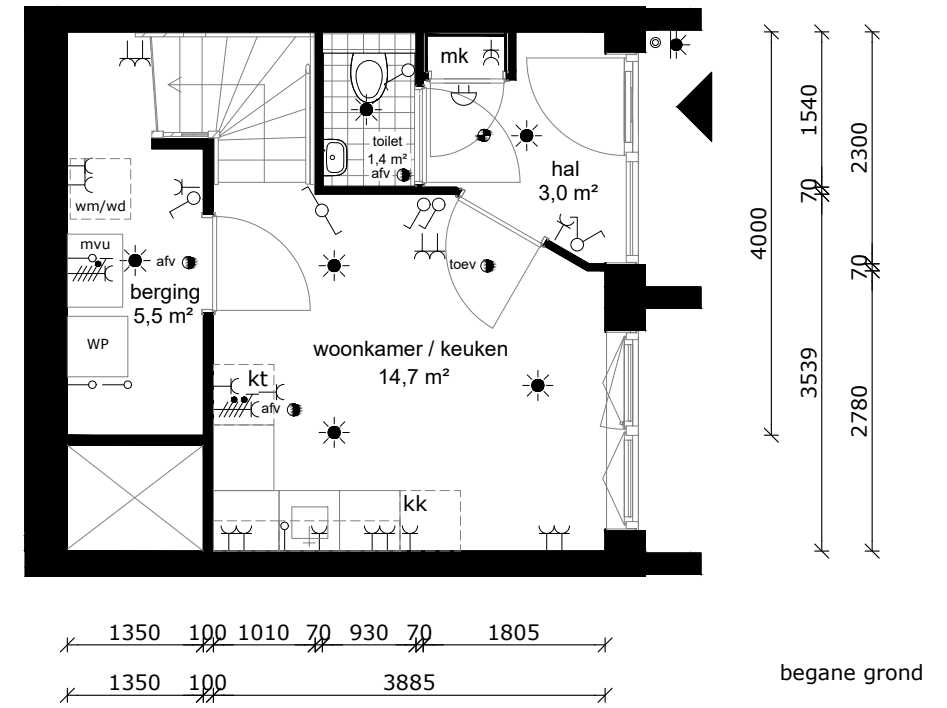 mk
toilet
1,4 m²
afv
hal
3,0 m²
wm/wd
mvu
afv
toev
berging
5,5 m²
WP
woonkamer / keuken
14,7 m²
kt
afv
kk
1540
2300
70
4000
70
3539
2780
1350 100 1010 70 930 70 1805
1350 100 3885
begane grond